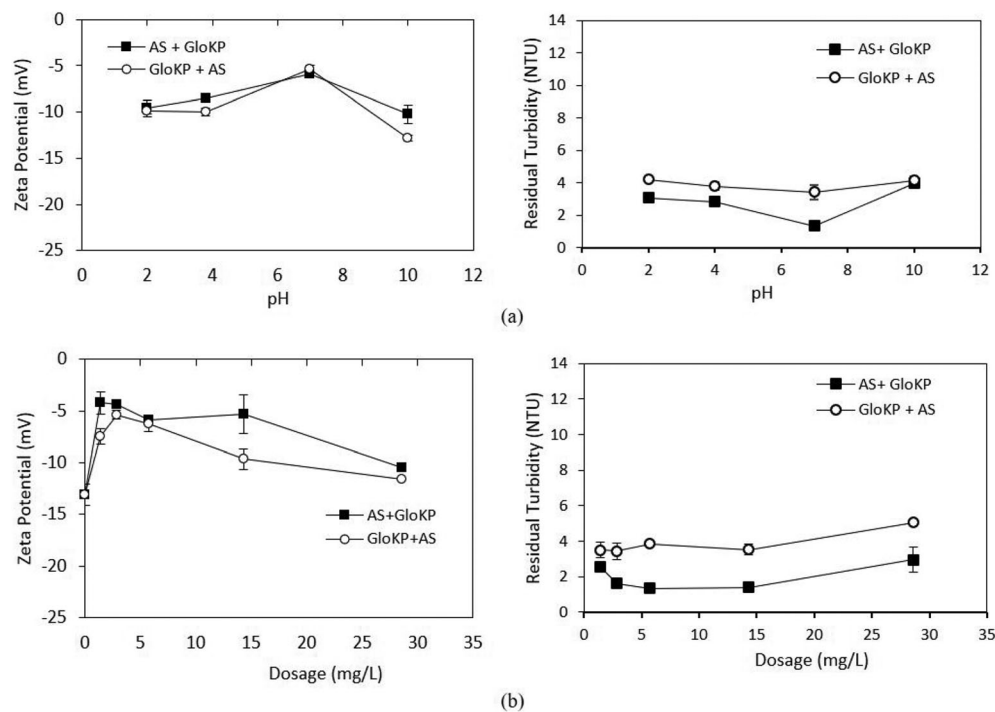 -0
-5
-10
-15
-20
-25
Zeta Potential (mV)
AS + GloKP
GloKP + AS
0 2 4 6 8 10 12
pH
14
12
10
8
6
4
2
0
Residual Turbidity (NTU)
AS+ GloKP
GloKP + AS
0 2 4 6 8 10 12
pH
(a)
-0
-5
-10
-15
-20
-25
Zeta Potential (mV)
AS+GloKP
GloKP+AS
0 5 10 15 20 25 30 35
Dosage (mg/L)
14
12
10
8
6
4
2
0
Residual Turbidity (NTU)
AS+ GloKP
GloKP + AS
0 5 10 15 20 25 30 35
Dosage (mg/L)
(b)